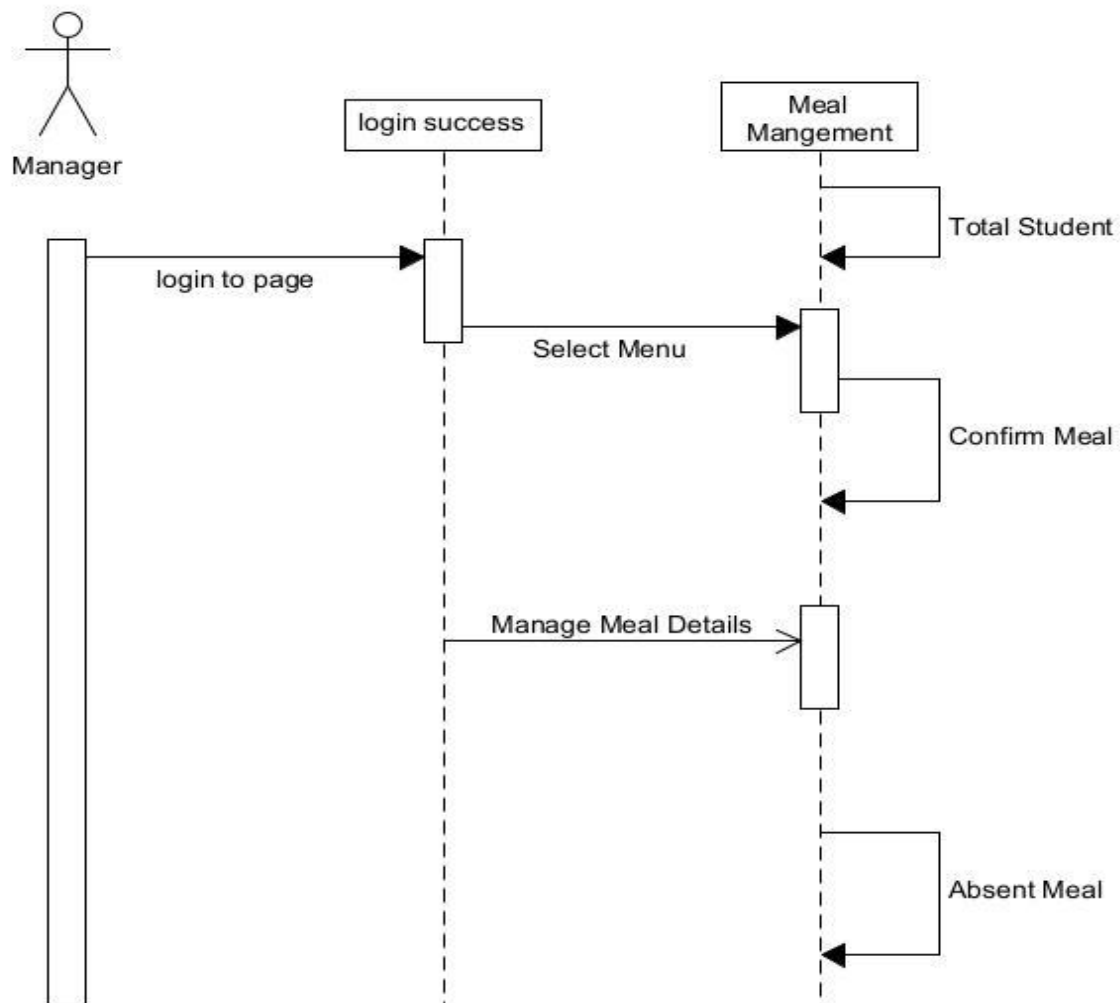 Manager
login success
Meal
Mangement
Total Student
login to page
Select Menu
Confirm Meal
Manage Meal Details
Absent Meal